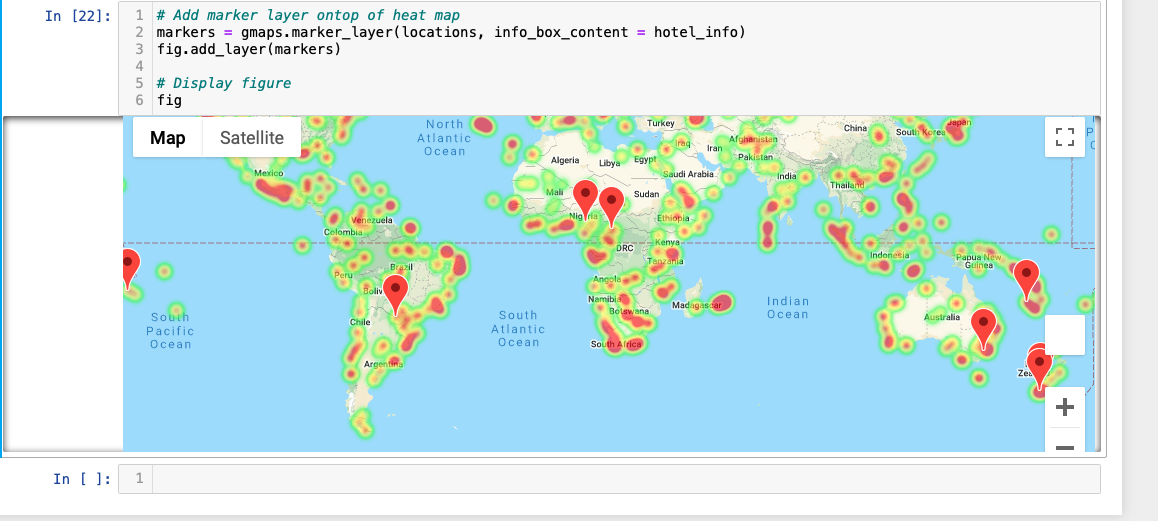 In [22]:
1 # Add marker layer ontop of heat map
2 markers = gmaps.marker_layer(locations, info_box_content = hotel_info)
3 fig.add_layer(markers)
4
5 # Display figure
6 fig
Map Satellite
North
Atlantic
Ocean
Turkey
Iraq
Iran
Afghanistan
Pakistan
China
South Korea
Japan
Mexico
Algeria
Libya
Egypt
Saudi Arabia
India
Thailand
Mali
Sudan
Nigeria
Ethiopia
Venezuela
Colombia
DRC
Kenya
Tanzania
Indonesia
Papua New
Guinea
Peru
Brazil
Boliv
Angola
Namibia
Botswana
Madagascar
Indian
Ocean
Australia
South
Pacific
Ocean
Chile
South
Atlantic
Ocean
South Africa
Argentina
Zea
P
+
−
In [ ]:
1